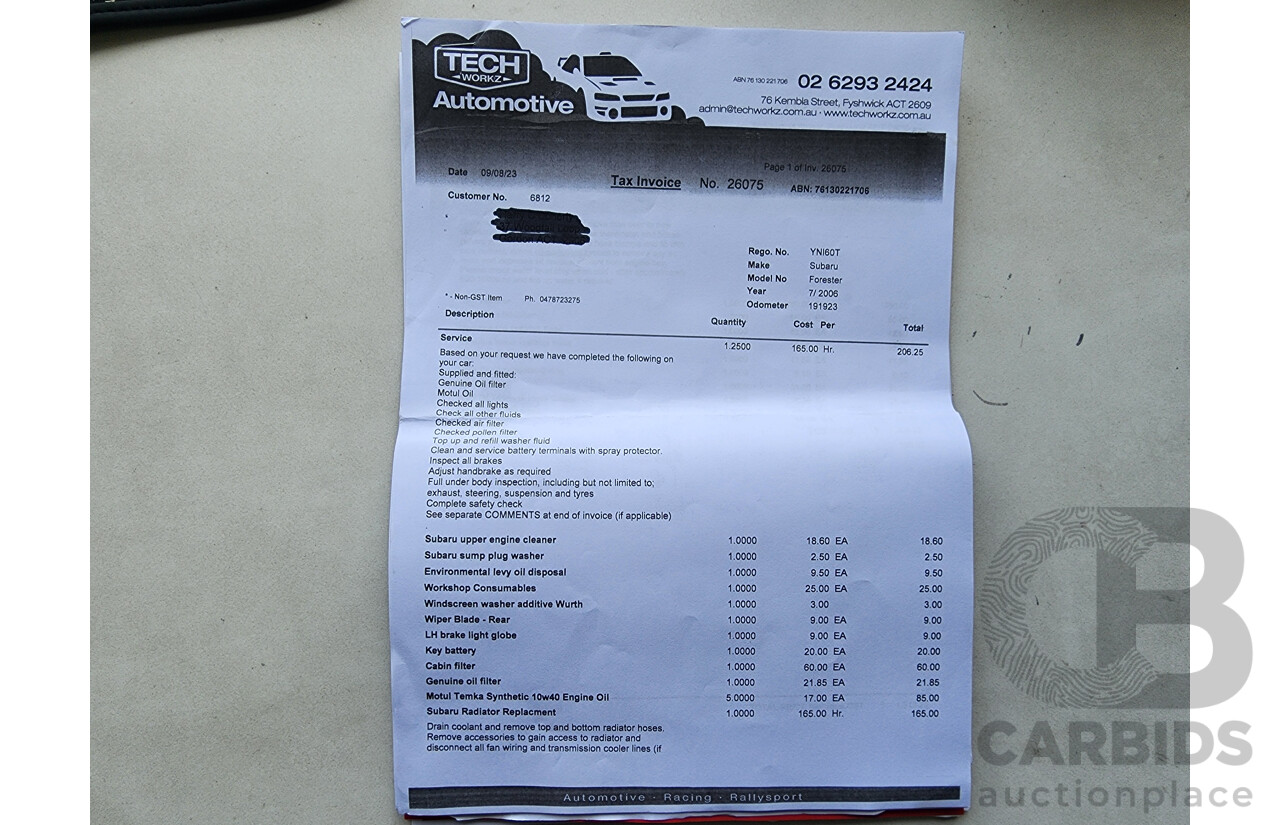 TECH
WORKZ
Automotive
ABN 76 130 221 706 02 6293 2424
76 Kembla Street, Fyshwick ACT 2609
admin@techworkz.com.au · www.techworkz.com.au
Page 1 of Inv. 26075
Date 09/08/23
Tax Invoice No. 26075 ABN: 76130221706
Customer No. 6812
Rego. No. YNI60T
Make Subaru
Model No Forester
Year 7/ 2006
Odometer 191923
* - Non-GST Item Ph. 0478723275
Description Quantity Cost Per Total
Service 1.2500 165.00 Hr. 206.25
Based on your request we have completed the following on
your car:
Supplied and fitted:
Genuine Oil filter
Motul Oil
Checked all lights
Check all other fluids
Checked air filter
Checked pollen filter
Top up and refill washer fluid
Clean and service battery terminals with spray protector.
Inspect all brakes
Adjust handbrake as required
Full under body inspection, including but not limited to;
exhaust, steering, suspension and tyres
Complete safety check
See separate COMMENTS at end of invoice (if applicable)
Subaru upper engine cleaner 1.0000 18.60 EA 18.60
Subaru sump plug washer 1.0000 2.50 EA 2.50
Environmental levy oil disposal 1.0000 9.50 EA 9.50
Workshop Consumables 1.0000 25.00 EA 25.00
Windscreen washer additive Wurth 1.0000 3.00 3.00
Wiper Blade - Rear 1.0000 9.00 EA 9.00
LH brake light globe 1.0000 9.00 EA 9.00
Key battery 1.0000 20.00 EA 20.00
Cabin filter 1.0000 60.00 EA 60.00
Genuine oil filter 1.0000 21.85 EA 21.85
Motul Temka Synthetic 10w40 Engine Oil 5.0000 17.00 EA 85.00
Subaru Radiator Replacment 1.0000 165.00 Hr. 165.00
Drain coolant and remove top and bottom radiator hoses.
Remove accessories to gain access to radiator and
disconnect all fan wiring and transmission cooler lines (if
Automotive · Racing · Rallysport
CB
CARBIDS
auctionplace